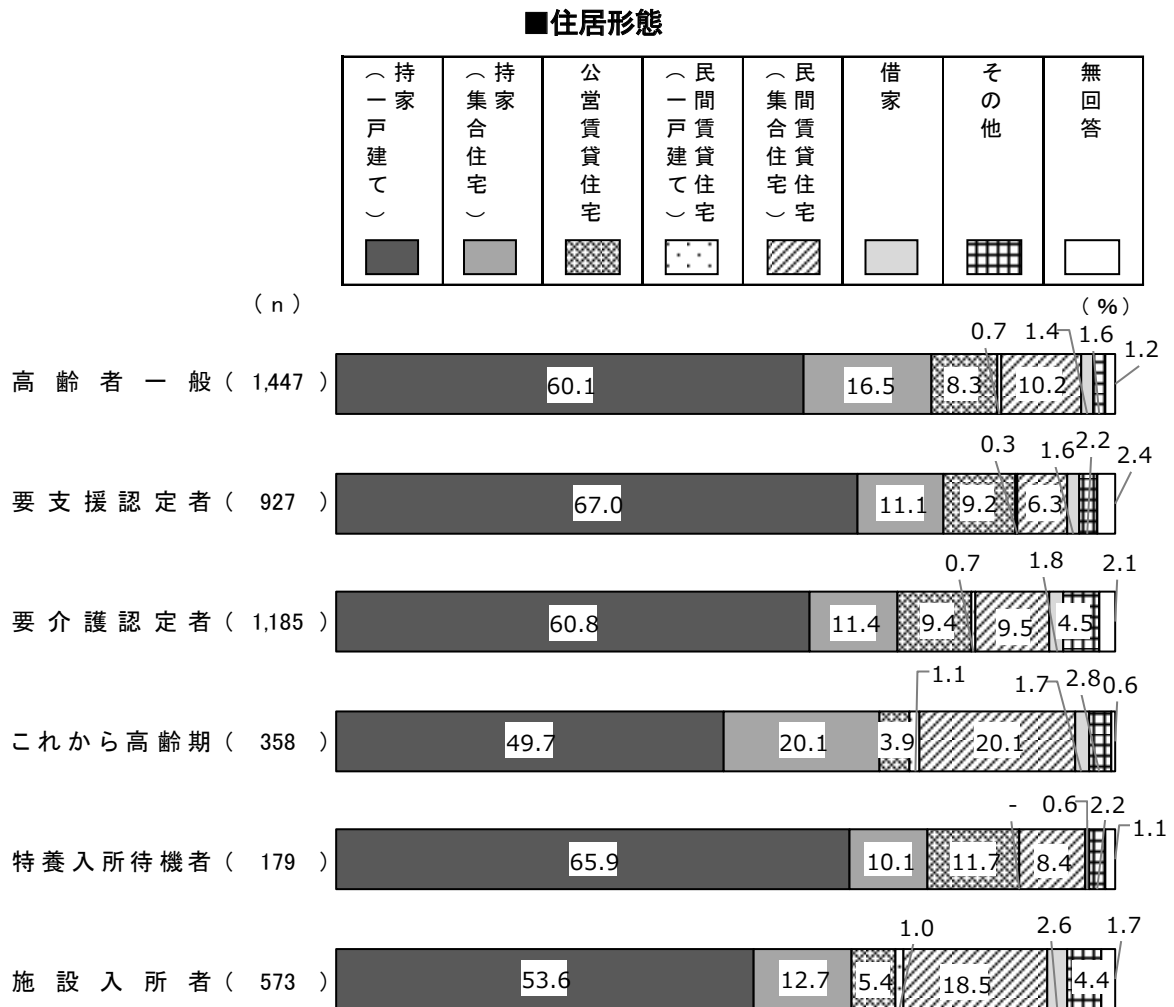 ■住居形態
持家（一戸建て）
持家（集合住宅）
公営賃貸住宅
民間賃貸住宅（一戸建て）
民間賃貸住宅（集合住宅）
借家
その他
無回答
（ｎ）
（％）
高齢者一般（ 1,447 ）
60.1 16.5 8.3 0.7 10.2 1.4 1.6 1.2
要支援認定者（ 927 ）
67.0 11.1 9.2 0.3 6.3 1.6 2.2 2.4
要介護認定者（ 1,185 ）
60.8 11.4 9.4 0.7 9.5 1.8 4.5 2.1
これから高齢期（ 358 ）
49.7 20.1 3.9 1.1 20.1 1.7 2.8 0.6
特養入所待機者（ 179 ）
65.9 10.1 11.7 - 8.4 0.6 2.2 1.1
施設入所者（ 573 ）
53.6 12.7 5.4 1.0 18.5 2.6 4.4 1.7